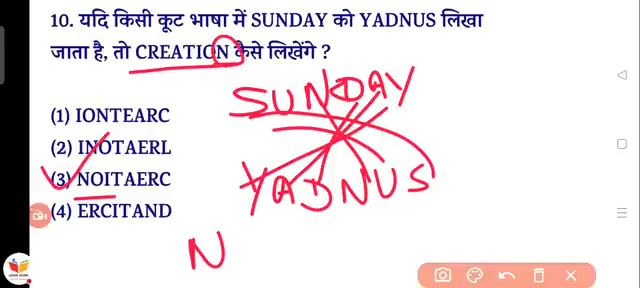 10. यदि किसी कूट भाषा में SUNDAY को YADNUS लिखा
जाता है, तो CREATION कैसे लिखेंगे ?
(1) IONTEARC
(2) INOTAERL
(3) NOITAERC
(4) ERCITAND
SUNDAY
YADNUS
N